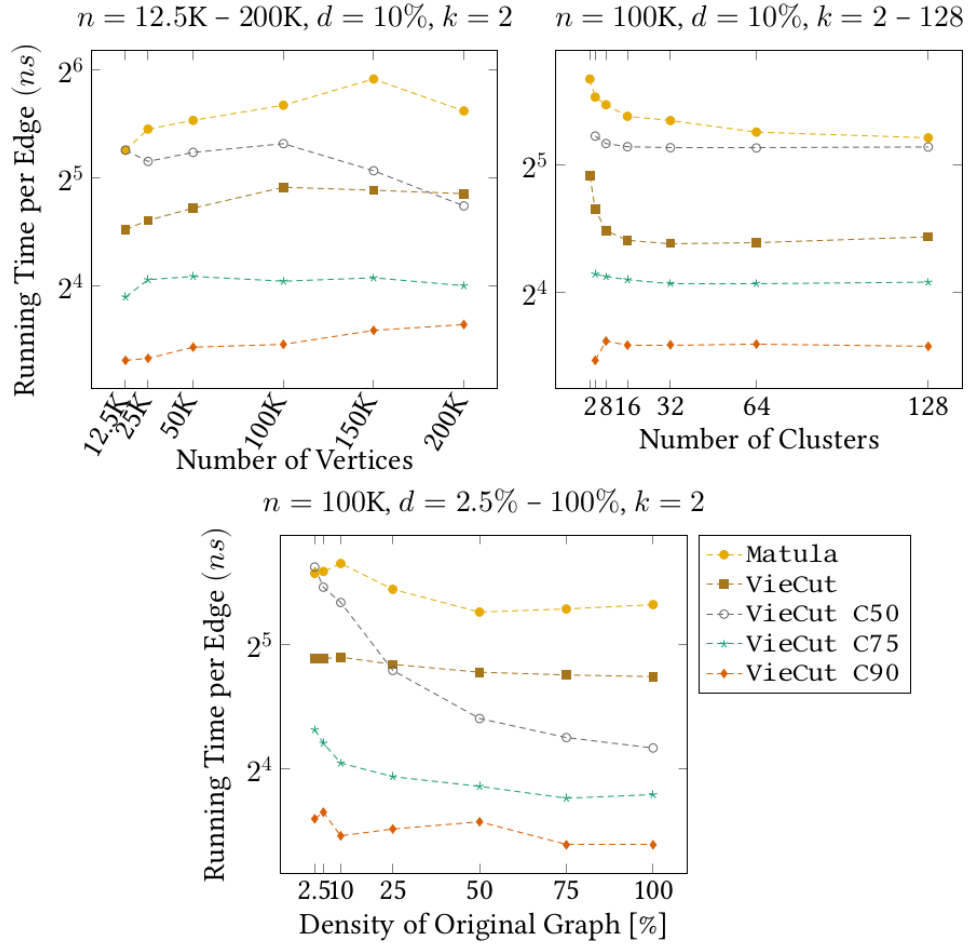 n = 12.5K – 200K, d = 10%, k = 2
n = 100K, d = 10%, k = 2 – 128
Running Time per Edge (ns)
2^6
2^5
2^4
12.5K
25K
50K
100K
150K
200K
Number of Vertices
2^5
2^4
2 8 16 32 64 128
Number of Clusters
n = 100K, d = 2.5% – 100%, k = 2
Running Time per Edge (ns)
2^5
2^4
2.5 10 25 50 75 100
Density of Original Graph [%]
Matula
VieCut
VieCut C50
VieCut C75
VieCut C90